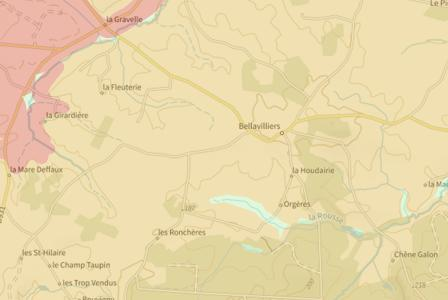 la Gravelle
la Fleuterie
la Girardière
Bellavilliers
la Mare Deffaux
la Houdairie
Orgères
la Rousse
les Ronchères
les St-Hilaire
le Champ Taupin
les Trop Vendus
Chêne Galon
200